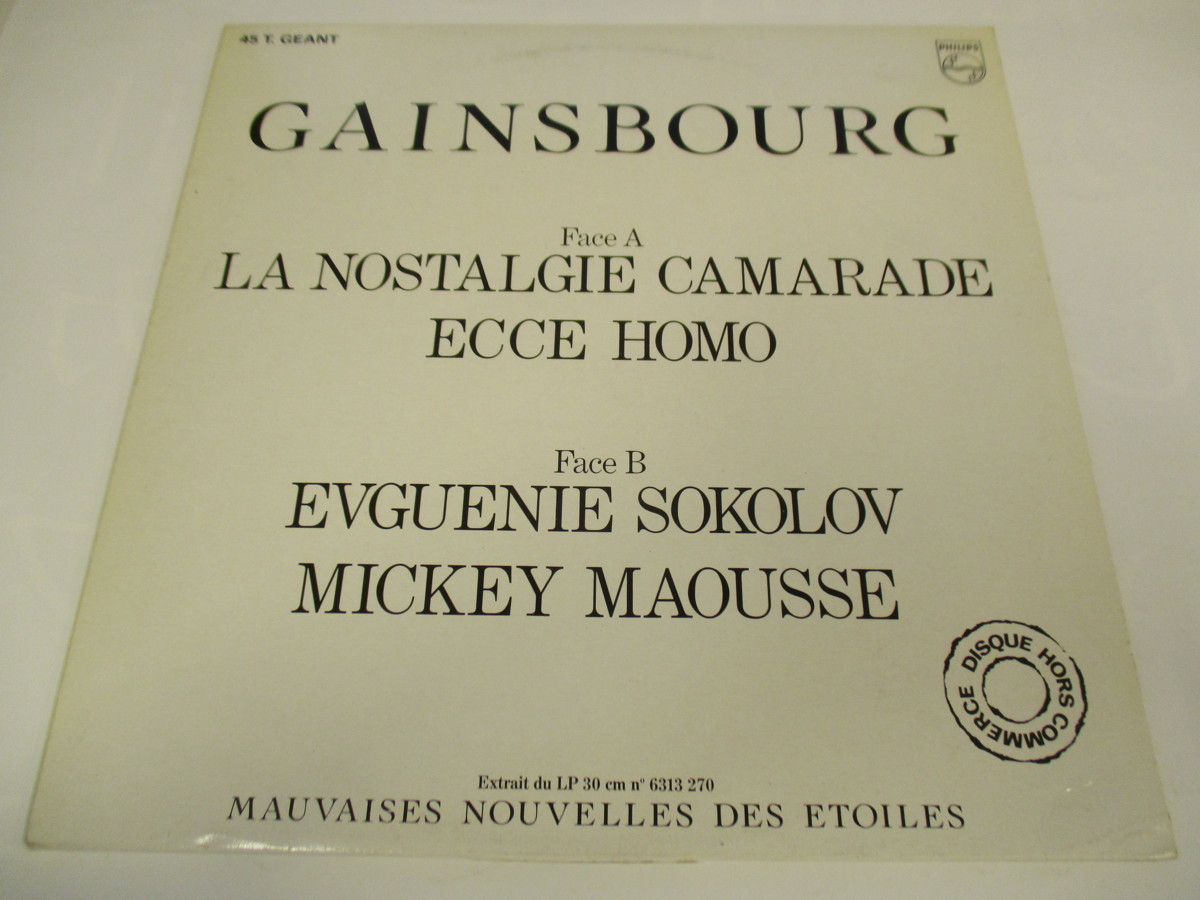 45 T. GEANT
PHILIPS
GAINSBOURG
Face A
LA NOSTALGIE CAMARADE
ECCE HOMO
Face B
EVGUENIE SOKOLOV
MICKEY MAOUSSE
DISQUE HORS COMMERCE
Extrait du LP 30 cm n° 6313 270
MAUVAISES NOUVELLES DES ETOILES